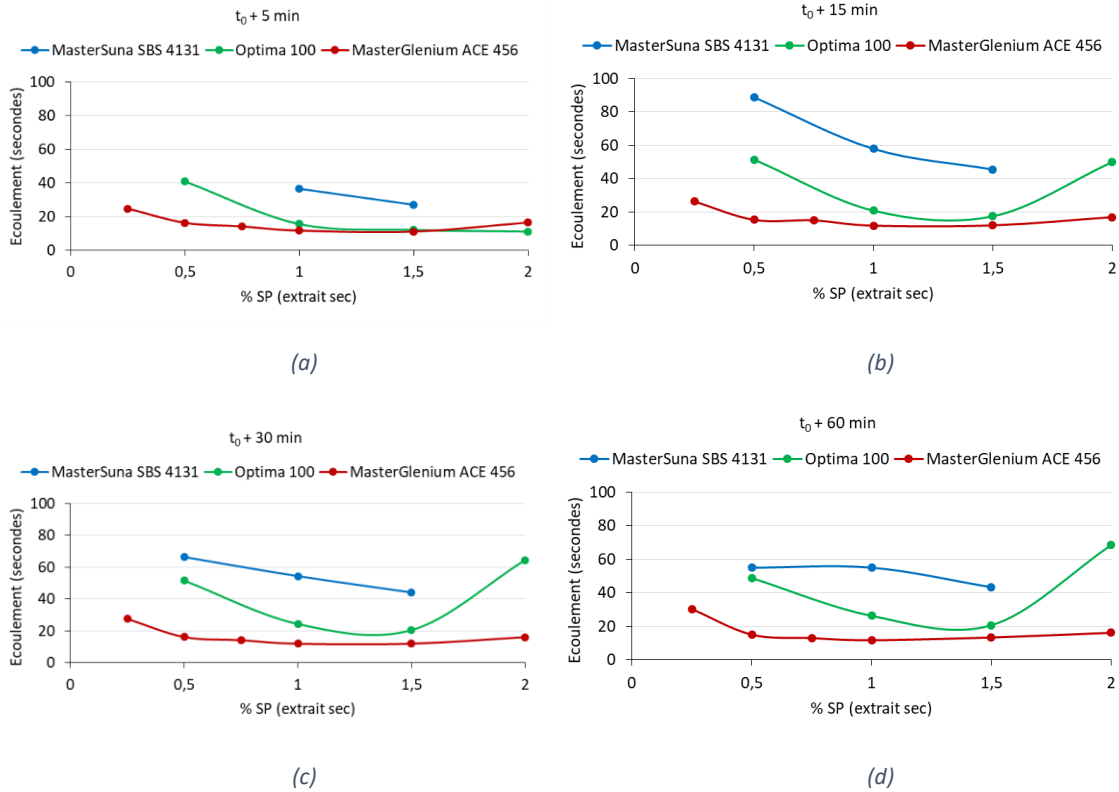 t0 + 5 min
MasterSuna SBS 4131 Optima 100 MasterGlenium ACE 456
Ecoulement (secondes)
100
80
60
40
20
0
0 0,5 1 1,5 2
% SP (extrait sec)
(a)
t0 + 15 min
MasterSuna SBS 4131 Optima 100 MasterGlenium ACE 456
Ecoulement (secondes)
100
80
60
40
20
0
0 0,5 1 1,5 2
% SP (extrait sec)
(b)
t0 + 30 min
MasterSuna SBS 4131 Optima 100 MasterGlenium ACE 456
Ecoulement (secondes)
100
80
60
40
20
0
0 0,5 1 1,5 2
% SP (extrait sec)
(c)
t0 + 60 min
MasterSuna SBS 4131 Optima 100 MasterGlenium ACE 456
Ecoulement (secondes)
100
80
60
40
20
0
0 0,5 1 1,5 2
% SP (extrait sec)
(d)